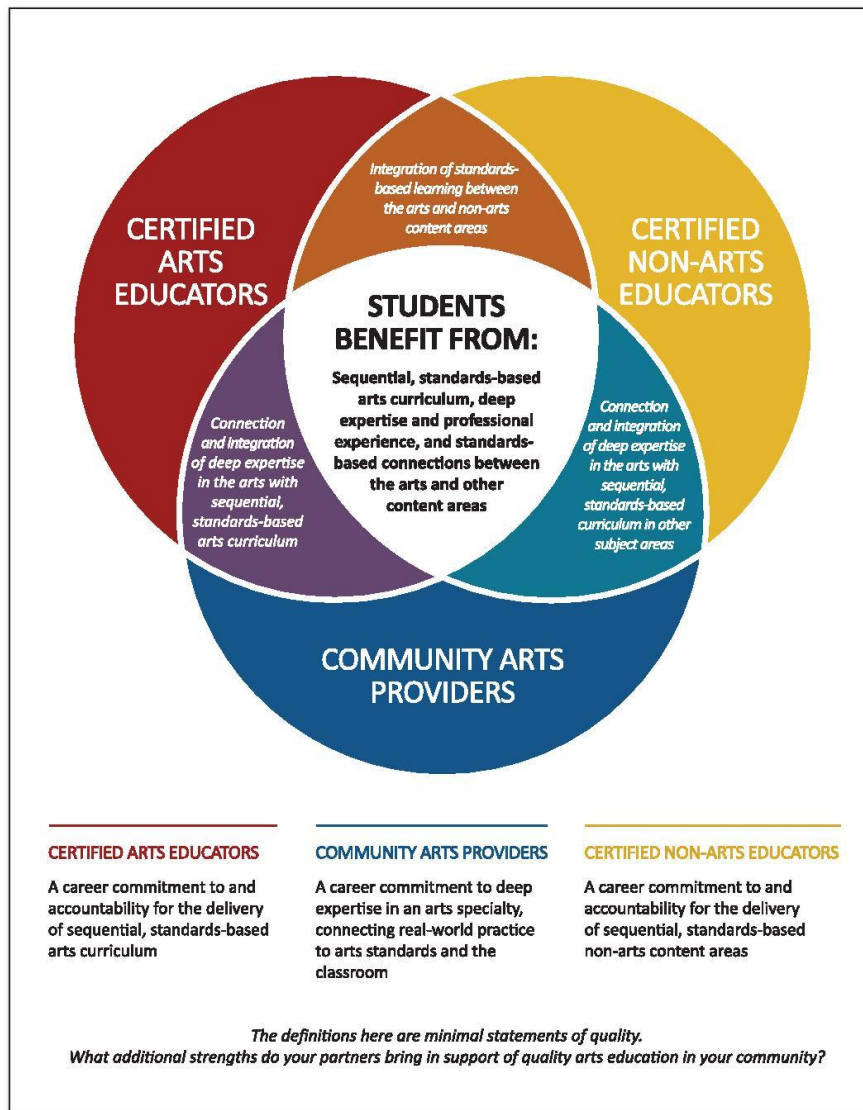 Integration of standards-
based learning between
the arts and non-arts
content areas
CERTIFIED
ARTS
EDUCATORS
CERTIFIED
NON-ARTS
EDUCATORS
STUDENTS
BENEFIT FROM:
Sequential, standards-based
arts curriculum, deep
expertise and professional
experience, and standards-
based connections between
the arts and other
content areas
Connection
and integration
of deep expertise
in the arts with
sequential,
standards-based
arts curriculum
Connection
and integration
of deep expertise
in the arts with
sequential,
standards-based
curriculum in other
subject areas
COMMUNITY ARTS
PROVIDERS
CERTIFIED ARTS EDUCATORS
A career commitment to and
accountability for the delivery
of sequential, standards-based
arts curriculum
COMMUNITY ARTS PROVIDERS
A career commitment to deep
expertise in an arts specialty,
connecting real-world practice
to arts standards and the
classroom
CERTIFIED NON-ARTS EDUCATORS
A career commitment to and
accountability for the delivery
of sequential, standards-based
non-arts content areas
The definitions here are minimal statements of quality.
What additional strengths do your partners bring in support of quality arts education in your community?